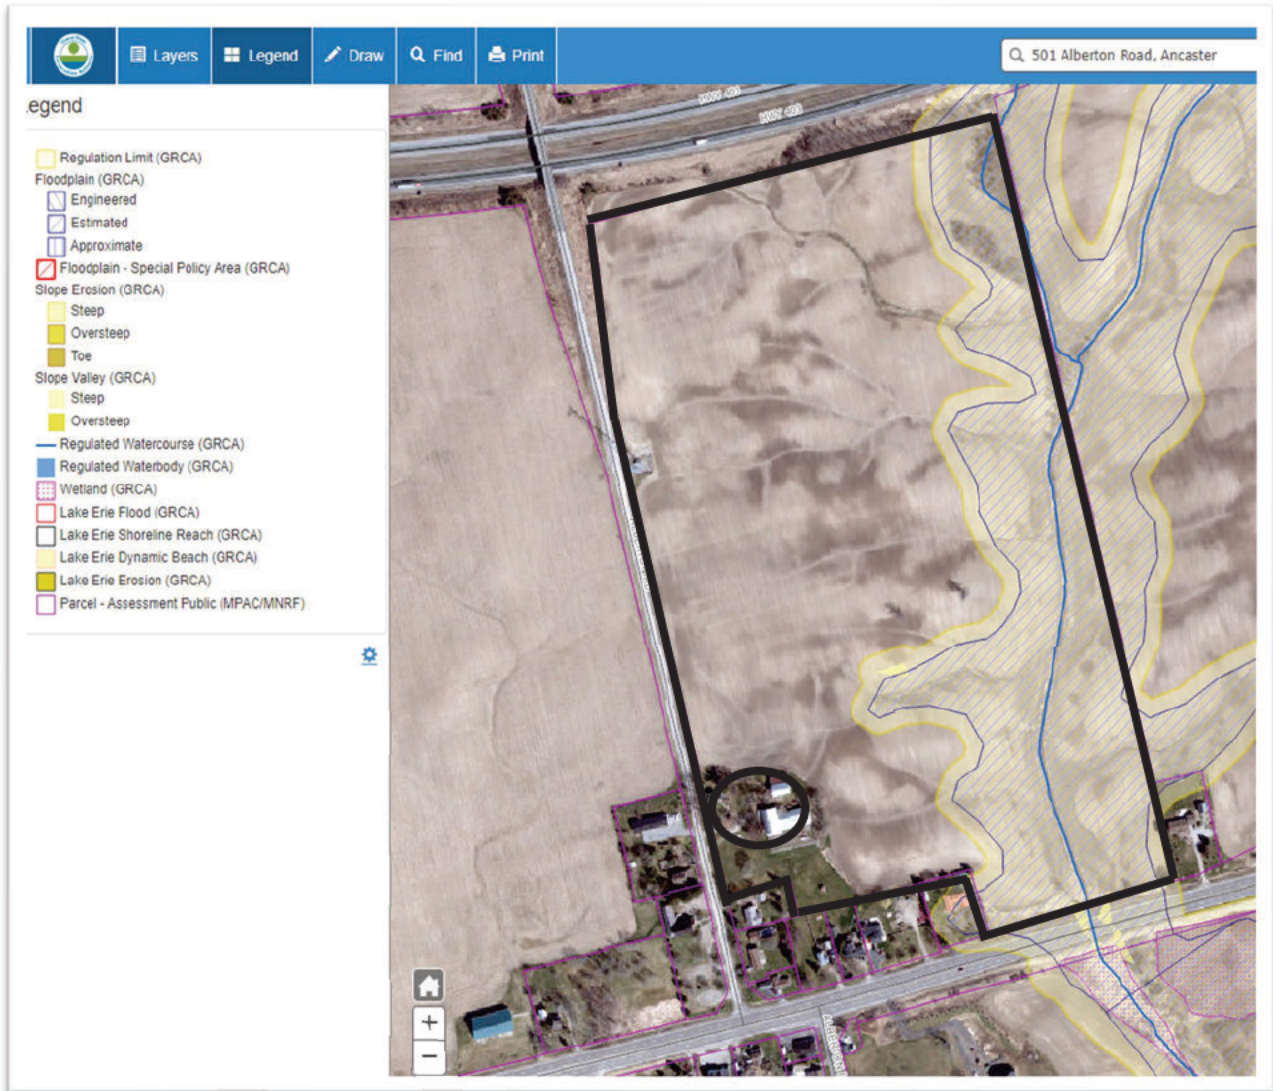 Layers
Legend
Draw
Find
Print
501 Alberton Road, Ancaster
.egend
Regulation Limit (GRCA)
Floodplain (GRCA)
Engineered
Estimated
Approximate
Floodplain - Special Policy Area (GRCA)
Slope Erosion (GRCA)
Steep
Oversteep
Toe
Slope Valley (GRCA)
Steep
Oversteep
Regulated Watercourse (GRCA)
Regulated Waterbody (GRCA)
Wetland (GRCA)
Lake Erie Flood (GRCA)
Lake Erie Shoreline Reach (GRCA)
Lake Erie Dynamic Beach (GRCA)
Lake Erie Erosion (GRCA)
Parcel - Assessment Public (MPAC/MNRF)
HWY 403
HWY 403
+
−